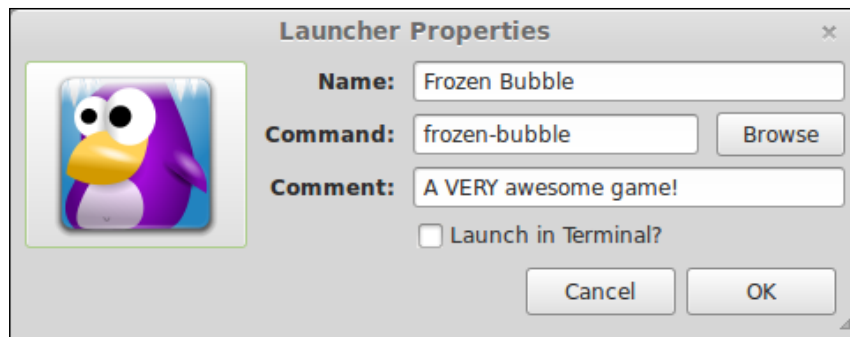 Launcher Properties
Name: Frozen Bubble
Command: frozen-bubble Browse
Comment: A VERY awesome game!
Launch in Terminal?
Cancel OK